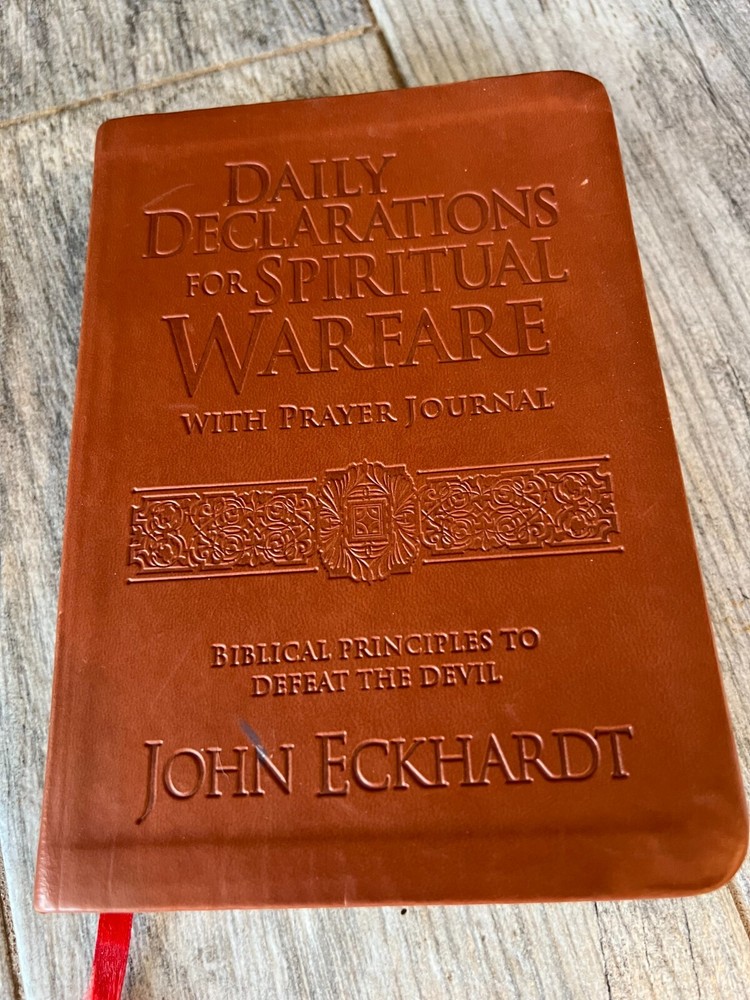 DAILY
DECLARATIONS
FOR SPIRITUAL
WARFARE
WITH PRAYER JOURNAL
BIBLICAL PRINCIPLES TO
DEFEAT THE DEVIL
JOHN ECKHARDT